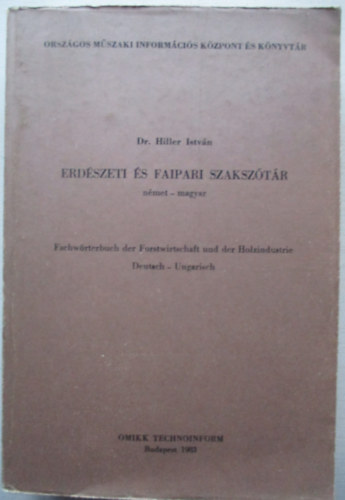 ORSZÁGOS MŰSZAKI INFORMÁCIÓS KÖZPONT ÉS KÖNYVTÁR
Dr. Hiller István
ERDÉSZETI ÉS FAIPARI SZAKSZÓTÁR
német – magyar
Fachwörterbuch der Forstwirtschaft und der Holzindustrie
Deutsch – Ungarisch
OMIKK TECHNOINFORM
Budapest